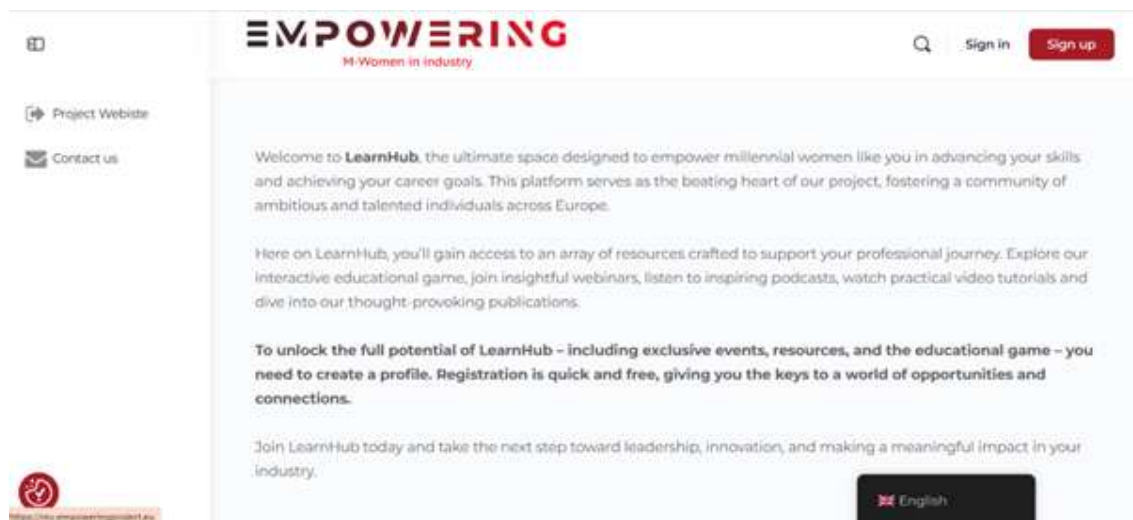 EMPOWERING
M-Women in industry
Sign in
Sign up
Project Webiste
Contact us
Welcome to LearnHub, the ultimate space designed to empower millennial women like you in advancing your skills
and achieving your career goals. This platform serves as the beating heart of our project, fostering a community of
ambitious and talented individuals across Europe.
Here on LearnHub, you'll gain access to an array of resources crafted to support your professional journey. Explore our
interactive educational game, join insightful webinars, listen to inspiring podcasts, watch practical video tutorials and
dive into our thought-provoking publications.
To unlock the full potential of LearnHub – including exclusive events, resources, and the educational game – you
need to create a profile. Registration is quick and free, giving you the keys to a world of opportunities and
connections.
Join LearnHub today and take the next step toward leadership, innovation, and making a meaningful impact in your
industry.
English